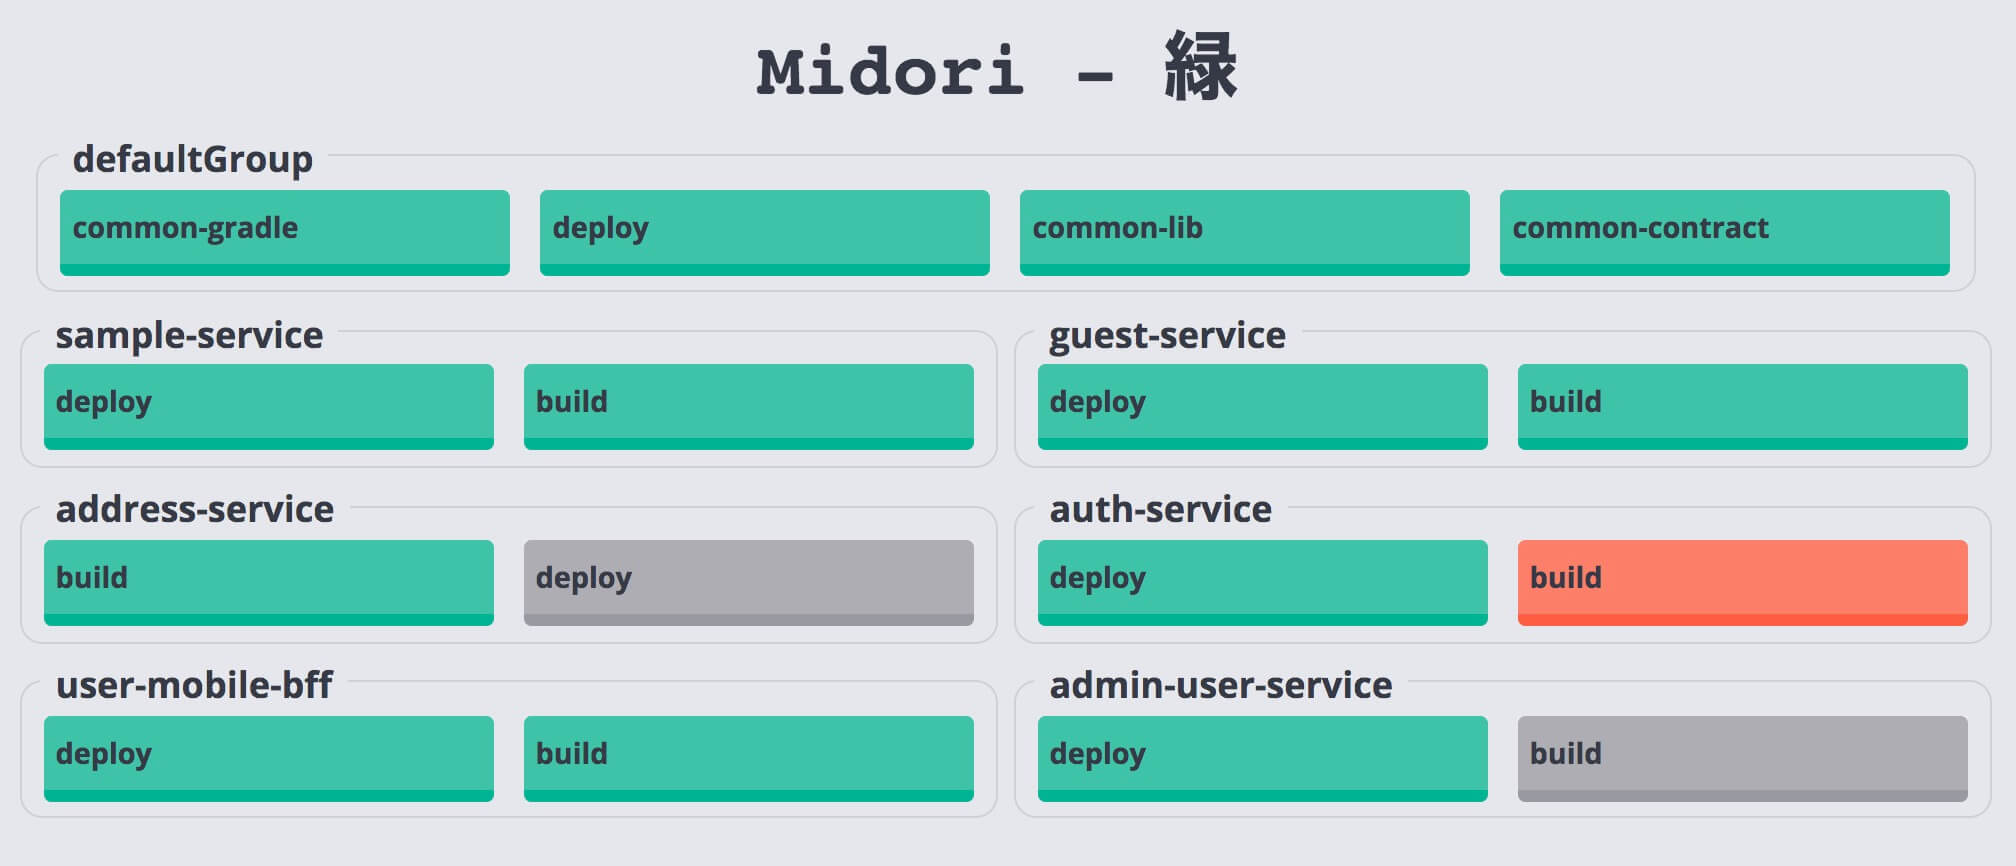 Midori - 緑
defaultGroup
common-gradle deploy common-lib common-contract
sample-service guest-service
deploy build deploy build
address-service auth-service
build deploy deploy build
user-mobile-bff admin-user-service
deploy build deploy build